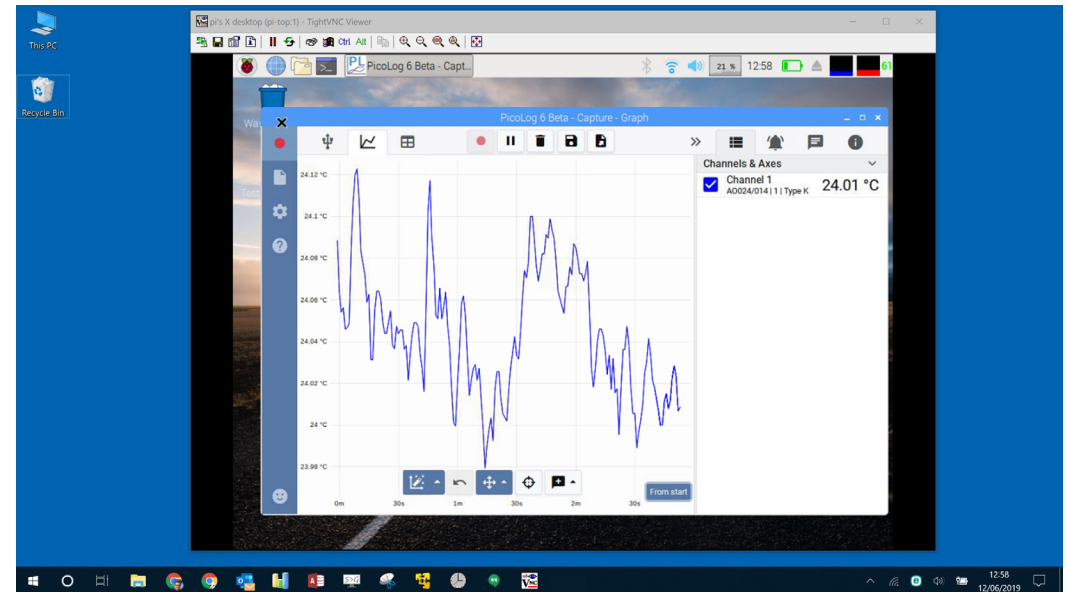 This PC
Recycle Bin
pi's X desktop (pi-top:1) - TightVNC Viewer
Ctrl Alt
PicoLog 6 Beta - Capt...
21 %
12:58
61
PicoLog 6 Beta - Capture - Graph
Channels & Axes
Channel 1
AO024/014 | 1 | Type K
24.01 °C
24.12 °C
24.1 °C
24.08 °C
24.06 °C
24.04 °C
24.02 °C
24 °C
23.98 °C
From start
0m
30s
1m
30s
2m
30s
12:58
12/06/2019